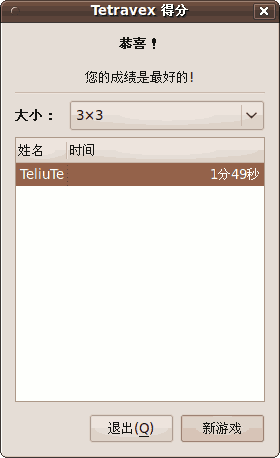 Tetravex 得分
恭喜！
您的成绩是最好的!
大小： 3×3
姓名 时间
TeliuTe 1分49秒
退出(Q) 新游戏